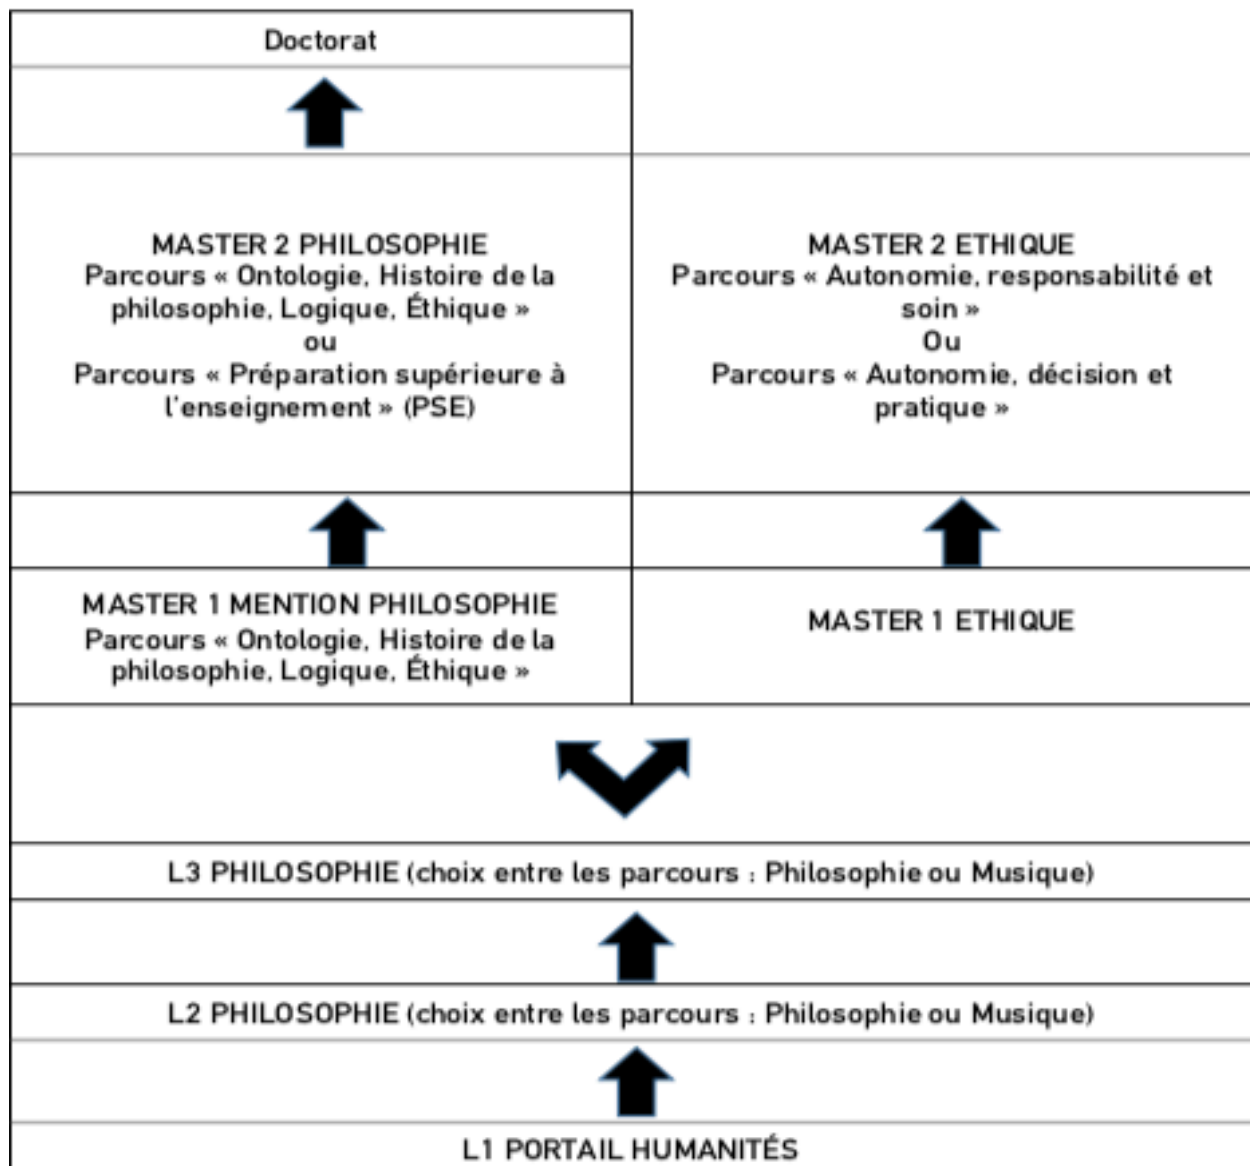 Doctorat
MASTER 2 PHILOSOPHIE
Parcours « Ontologie, Histoire de la
philosophie, Logique, Éthique »
ou
Parcours « Préparation supérieure à
l'enseignement » (PSE)
MASTER 2 ETHIQUE
Parcours « Autonomie, responsabilité et
soin »
Ou
Parcours « Autonomie, décision et
pratique »
MASTER 1 MENTION PHILOSOPHIE
Parcours « Ontologie, Histoire de la
philosophie, Logique, Éthique »
MASTER 1 ETHIQUE
L3 PHILOSOPHIE (choix entre les parcours : Philosophie ou Musique)
L2 PHILOSOPHIE (choix entre les parcours : Philosophie ou Musique)
L1 PORTAIL HUMANITÉS